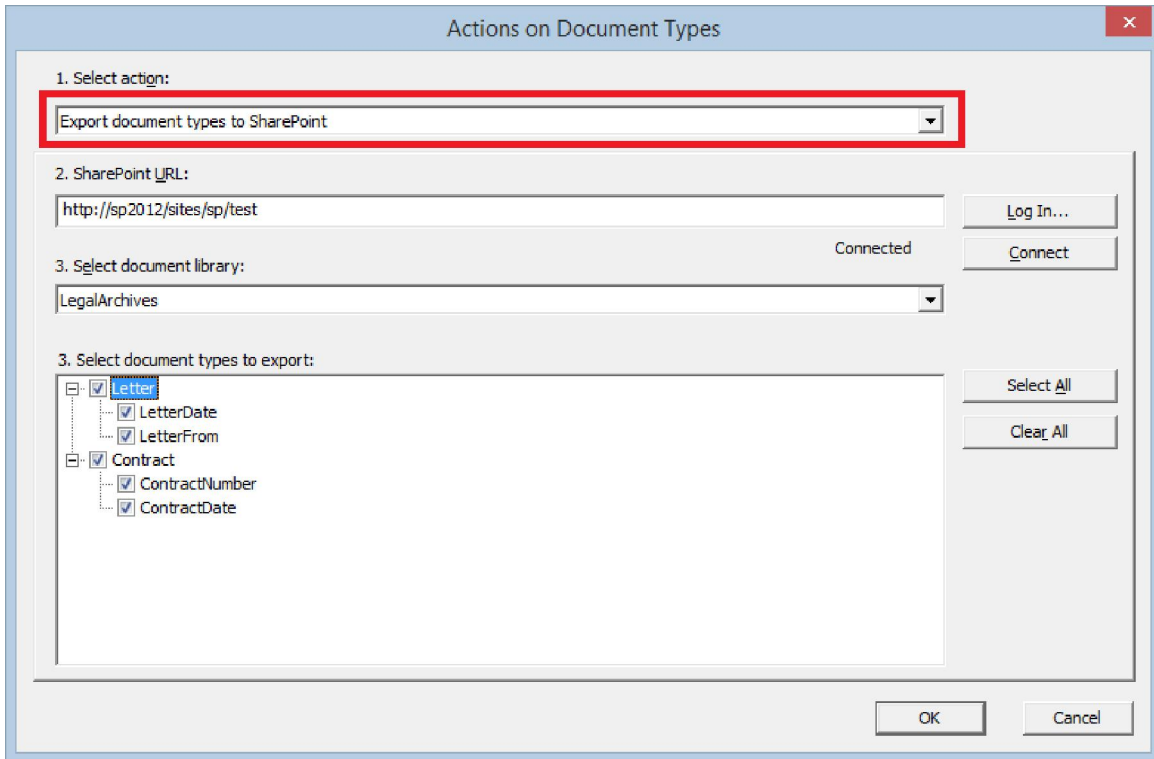 Actions on Document Types
1. Select action:
Export document types to SharePoint
2. SharePoint URL:
http://sp2012/sites/sp/test
Log In...
Connected
Connect
3. Select document library:
LegalArchives
3. Select document types to export:
Letter
LetterDate
LetterFrom
Contract
ContractNumber
ContractDate
Select All
Clear All
OK
Cancel